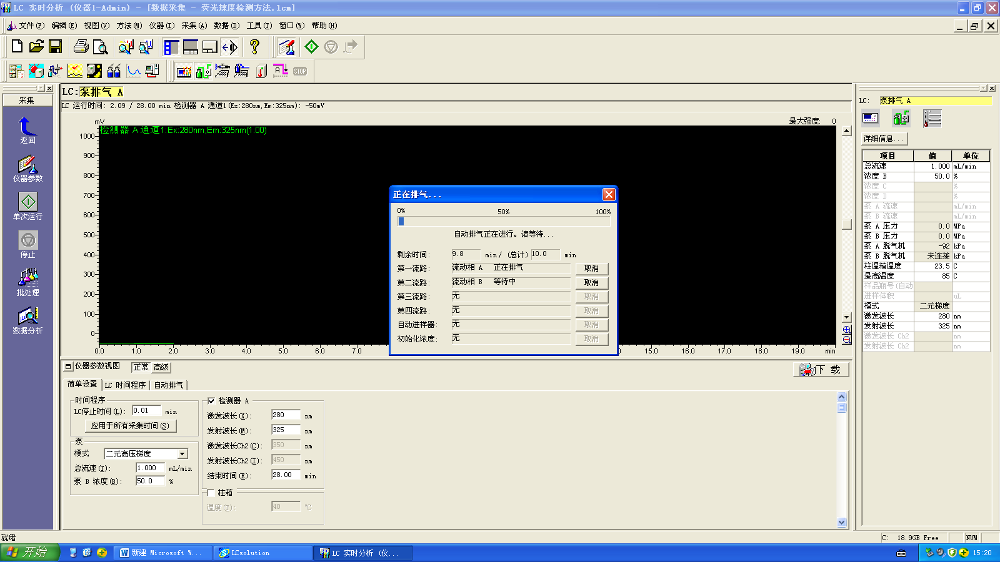 LC 实时分析 (仪器1-Admin) - [数据采集 - 荧光辣度检测方法.lcm]
文件(F) 编辑(E) 视图(V) 方法(M) 仪器(I) 采集(A) 数据(D) 工具(T) 窗口(W) 帮助(H)
STOP
采集
返回
仪器参数
单次运行
停止
批处理
数据分析
LC:泵排气 A
LC 运行时间: 2.09 / 28.00 min 检测器 A 通道1(Ex:280nm,Em:325nm): -50mV
最大强度: 0
mV
检测器 A 通道1:Ex:280nm,Em:325nm(1.00)
1000
900
800
700
600
500
400
300
200
100
0
0.0 1.0 2.0 3.0 4.0 5.0 6.0 7.0 0 15.0 16.0 17.0 18.0 19.0 min
正在排气...
0% 50% 100%
自动排气正在进行。请等待...
剩余时间: 9.8 min/ (总计) 10.0 min
第一流路: 流动相 A 正在排气 取消
第二流路: 流动相 B 等待中 取消
第三流路: 无 取消
第四流路: 无 取消
自动进样器: 无 取消
初始化浓度: 无 取消
仪器参数视图 正常 高级 下 载
简单设置 LC 时间程序 自动排气
时间程序
LC停止时间(L): 0.01 min
应用于所有采集时间(S)
泵
模式 二元高压梯度
总流速(T): 1.000 mL/min
泵 B 浓度(B): 50.0 %
检测器 A
激发波长(X): 280 nm
发射波长(M): 325 nm
激发波长Ch2(C): 350 nm
发射波长Ch2(I): 450 nm
结束时间(E): 28.00 min
柱箱
温度(T): 40 ℃
LC: 泵排气 A
详细信息...
项目 值 单位
总流速 1.000 mL/min
浓度 B 50.0 %
浓度 C %
浓度 D %
泵 A 流速 mL/min
泵 B 流速 mL/min
泵 A 压力 0.0 MPa
泵 B 压力 0.0 MPa
泵 A 脱气机 -92 kPa
泵 B 脱气机 未连接 kPa
柱温箱温度 23.5 C
最高温度 85 C
样品瓶号(自动
进样体积 uL
模式 二元梯度
激发波长 280 nm
发射波长 325 nm
激发波长 Ch2 nm
发射波长 Ch2 nm
就绪 C: 18.9GB Free NUM
开始 新建 Microsoft W... LCsolution LC 实时分析 (仪... 15:20